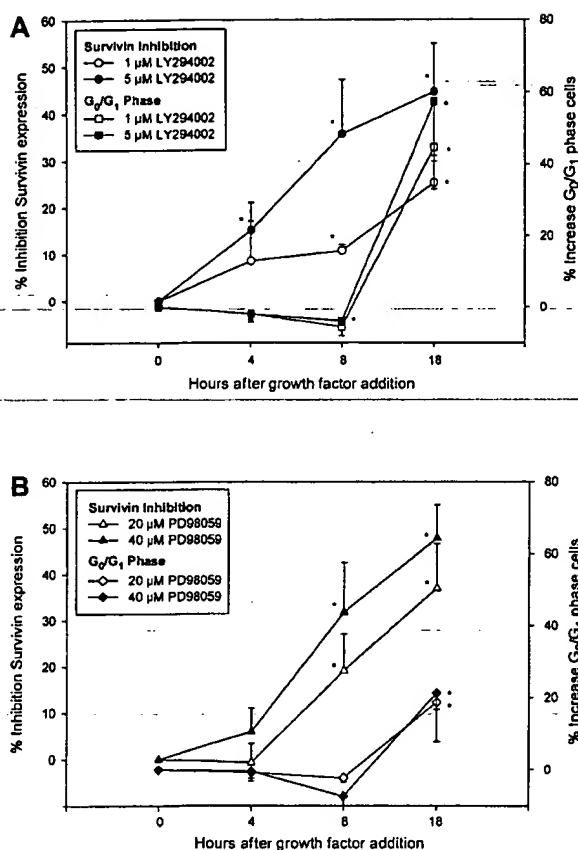 A
Survivin Inhibition
1 µM LY294002
5 µM LY294002
G0/G1 Phase
1 µM LY294002
5 µM LY294002
% Inhibition Survivin expression
60
50
40
30
20
10
0
% Increase G0/G1 phase cells
80
60
40
20
0
0 4 8 18
Hours after growth factor addition
B
Survivin Inhibition
20 µM PD98059
40 µM PD98059
G0/G1 Phase
20 µM PD98059
40 µM PD98059
% Inhibition Survivin expression
60
50
40
30
20
10
0
% Increase G0/G1 phase cells
80
60
40
20
0
0 4 8 18
Hours after growth factor addition